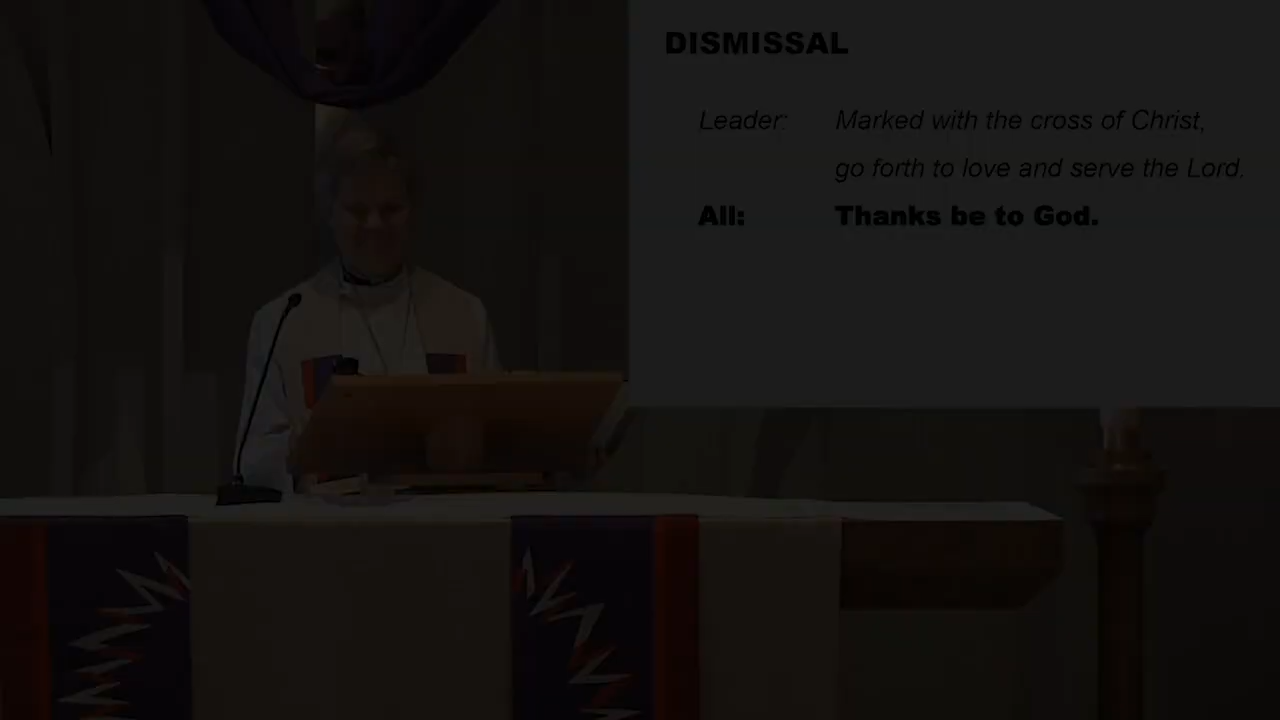 DISMISSAL
Leader: Marked with the cross of Christ,
go forth to love and serve the Lord.
All: Thanks be to God.